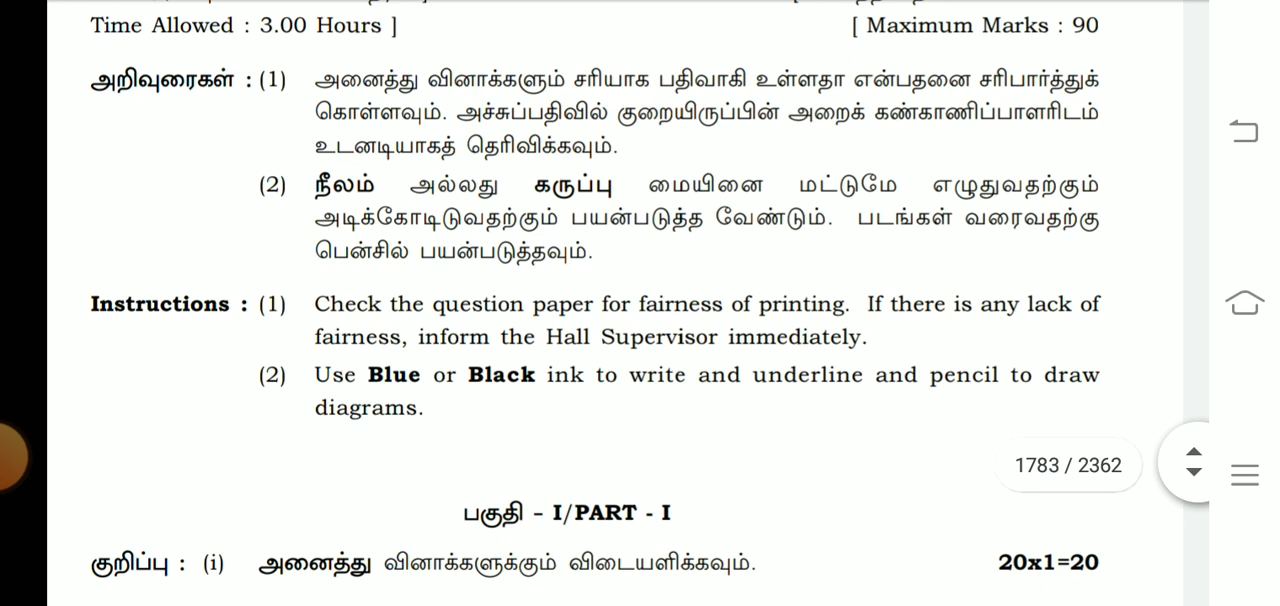 Time Allowed : 3.00 Hours ] [ Maximum Marks : 90
அறிவுரைகள் : (1) அனைத்து வினாக்களும் சரியாக பதிவாகி உள்ளதா என்பதனை சரிபார்த்துக்
கொள்ளவும். அச்சுப்பதிவில் குறையிருப்பின் அறைக் கண்காணிப்பாளரிடம்
உடனடியாகத் தெரிவிக்கவும்.
(2) நீலம் அல்லது கருப்பு மையினை மட்டுமே எழுதுவதற்கும்
அடிக்கோடிடுவதற்கும் பயன்படுத்த வேண்டும். படங்கள் வரைவதற்கு
பென்சில் பயன்படுத்தவும்.
Instructions : (1) Check the question paper for fairness of printing. If there is any lack of
fairness, inform the Hall Supervisor immediately.
(2) Use Blue or Black ink to write and underline and pencil to draw
diagrams.
1783 / 2362
பகுதி - I/PART - I
குறிப்பு : (i) அனைத்து வினாக்களுக்கும் விடையளிக்கவும். 20x1=20